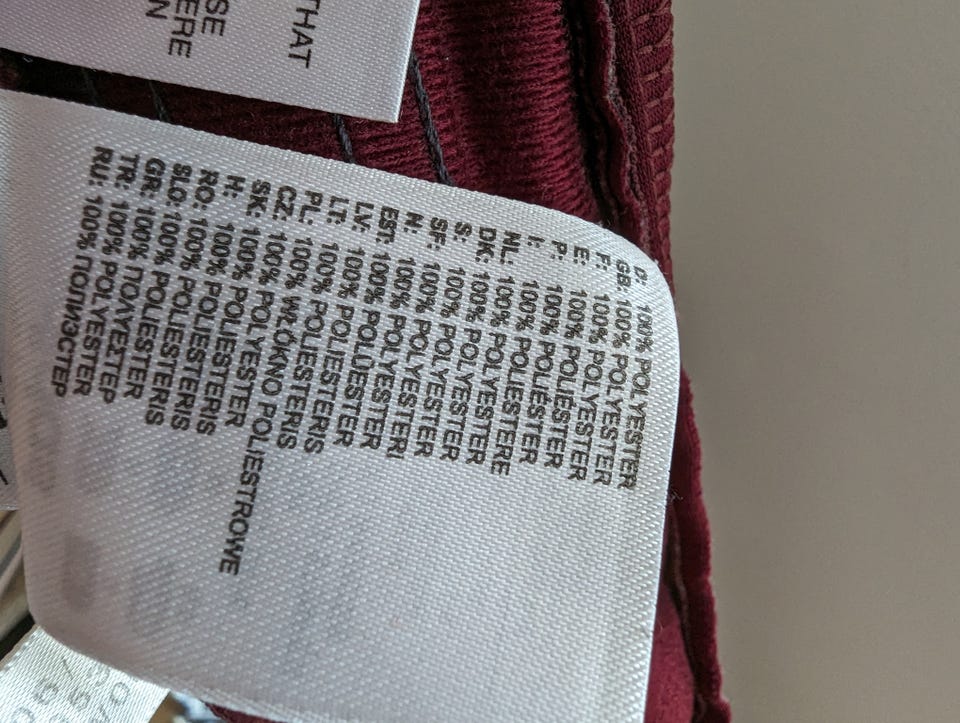 THAT
SE
ERE
N
D: 100% POLYESTER
GB: 100% POLYESTER
F: 100% POLYESTER
E: 100% POLIESTER
P: 100% POLIÉSTER
I: 100% POLIESTERE
NL: 100% POLYESTER
DK: 100% POLYESTER
S: 100% POLYESTER
SF: 100% POLYESTERI
N: 100% POLYESTER
EST: 100% POLÜESTER
LV: 100% POLIESTERIS
LT: 100% POLIESTERIS
PL: 100% WŁÓKNO POLIESTROWE
CZ: 100% POLYESTER
SK: 100% POLYESTER
H: 100% POLIESTER
RO: 100% POLIESTER
SLO: 100% POLIESTER
GR: 100% ΠΟΛΥΕΣΤΕΡ
TR: 100% POLYESTER
RU: 100% ПОЛИЭСТЕР